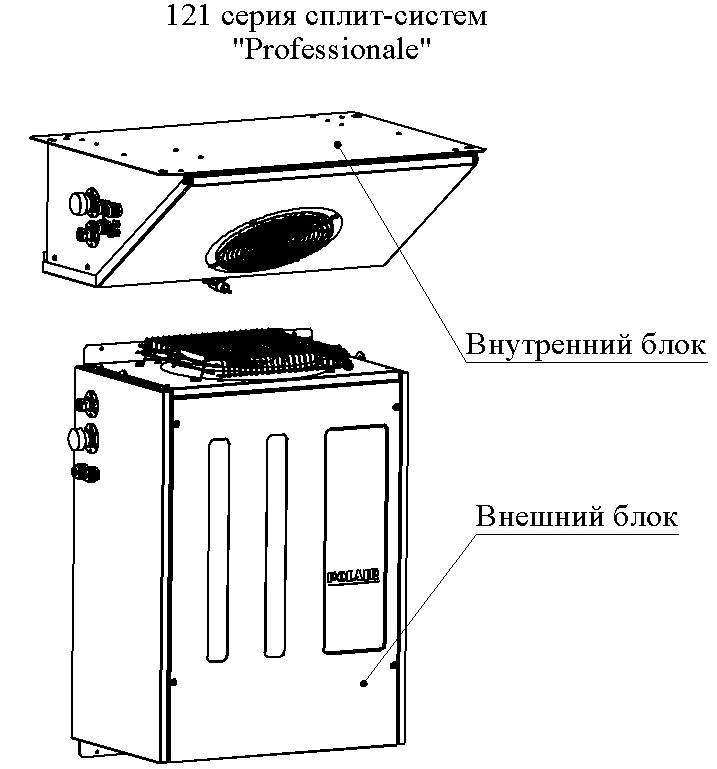 121 серия сплит-систем
"Professionale"
Внутренний блок
Внешний блок
POLAIR